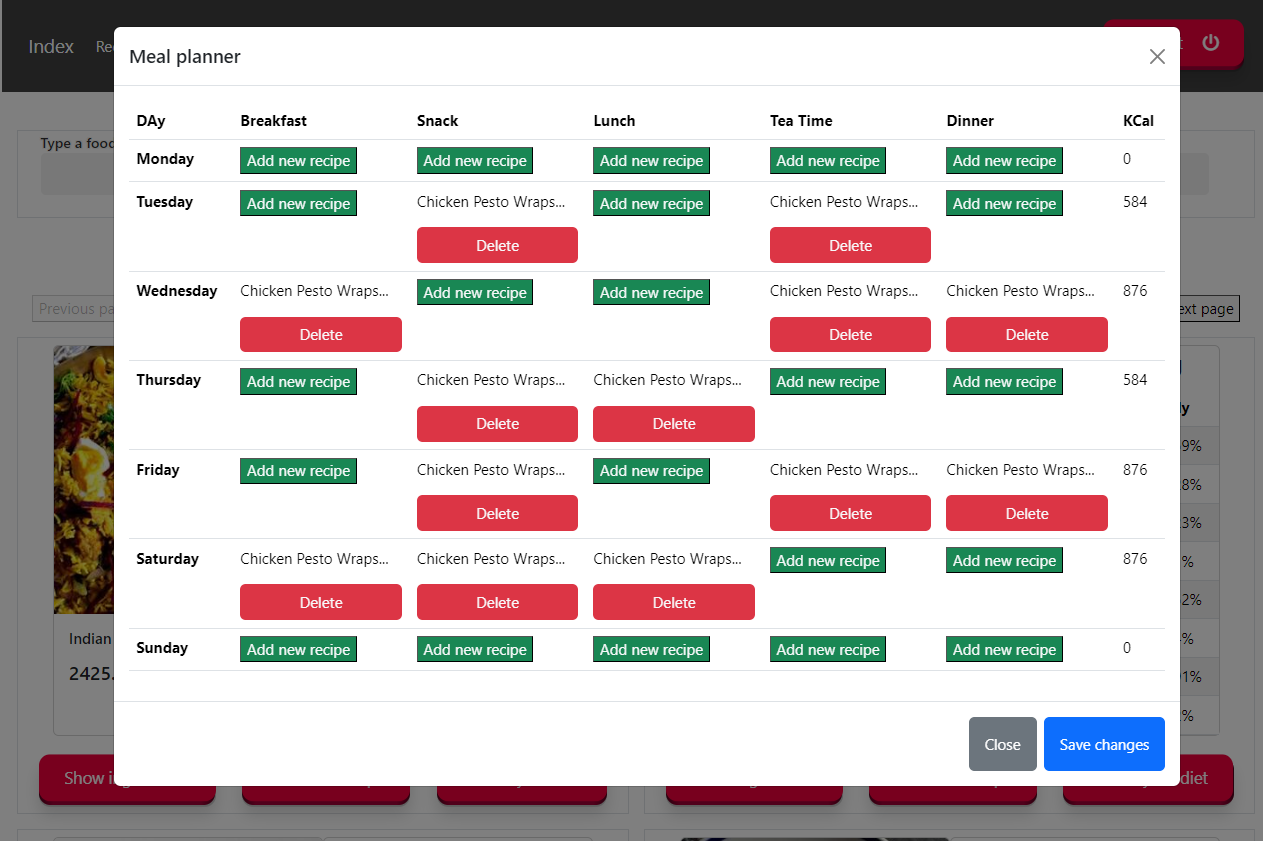 Index
Meal planner
Type a food
DAy Breakfast Snack Lunch Tea Time Dinner KCal
Monday Add new recipe Add new recipe Add new recipe Add new recipe Add new recipe 0
Tuesday Add new recipe Chicken Pesto Wraps... Add new recipe Chicken Pesto Wraps... Add new recipe 584
Delete Delete
Wednesday Chicken Pesto Wraps... Add new recipe Add new recipe Chicken Pesto Wraps... Chicken Pesto Wraps... 876
Previous ext page
Delete Delete Delete
Thursday Add new recipe Chicken Pesto Wraps... Chicken Pesto Wraps... Add new recipe Add new recipe 584
Delete Delete
Friday Add new recipe Chicken Pesto Wraps... Add new recipe Chicken Pesto Wraps... Chicken Pesto Wraps... 876
Delete Delete Delete
Saturday Chicken Pesto Wraps... Chicken Pesto Wraps... Chicken Pesto Wraps... Add new recipe Add new recipe 876
Delete Delete Delete
Indian
Sunday Add new recipe Add new recipe Add new recipe Add new recipe Add new recipe 0
2425.
Close Save changes
Show diet